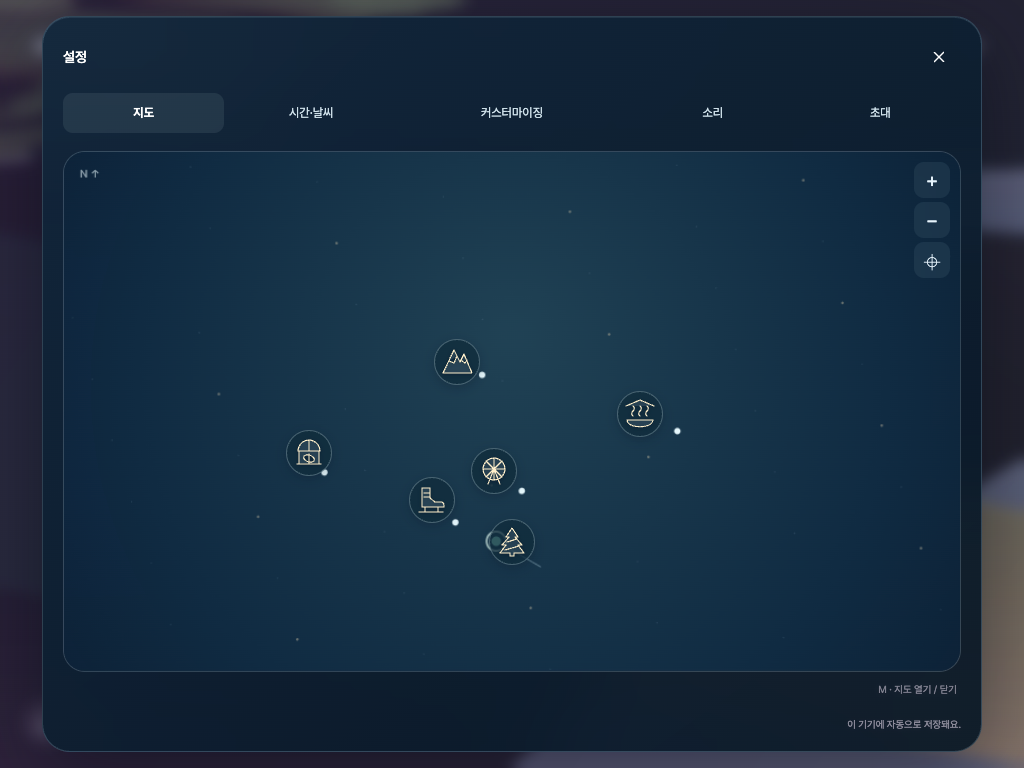 설정
지도
시간·날씨
커스터마이징
소리
초대
N ↑
M · 지도 열기 / 닫기
이 기기에 자동으로 저장돼요.